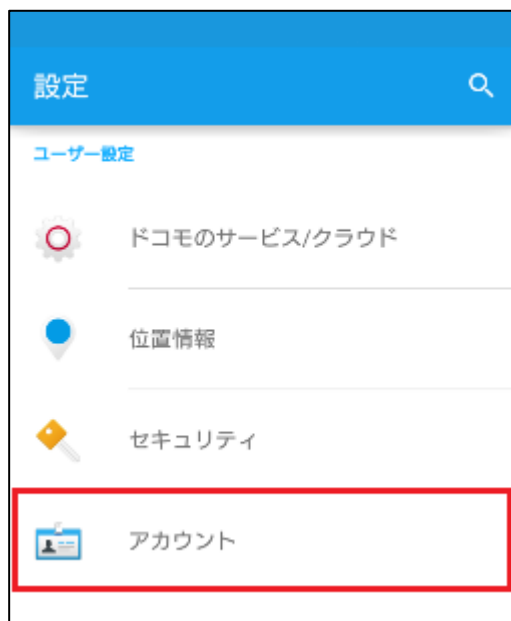 設定
ユーザー設定
ドコモのサービス/クラウド
位置情報
セキュリティ
アカウント